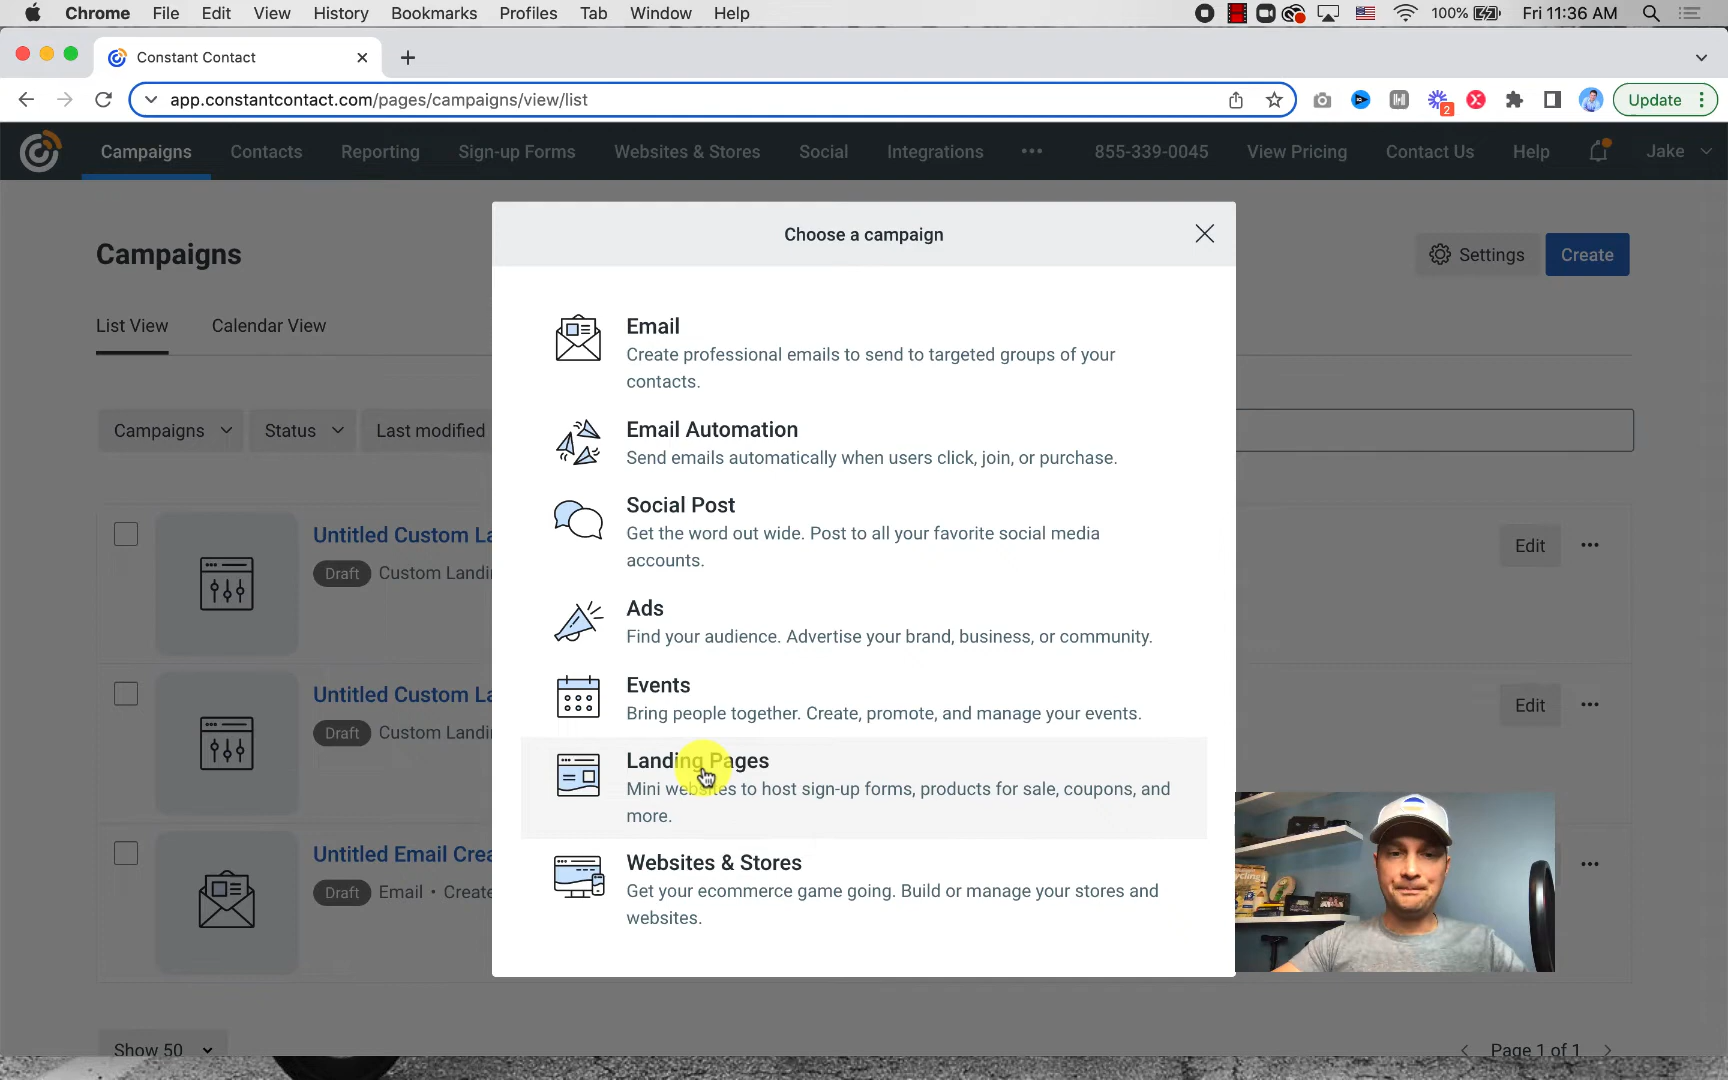 Chrome File Edit View History Bookmarks Profiles Tab Window Help 100% Fri 11:36 AM
Constant Contact
app.constantcontact.com/pages/campaigns/view/list 2 Update
Campaigns Contacts Reporting Sign-up Forms Websites & Stores Social Integrations 855-339-0045 View Pricing Contact Us Help Jake
Choose a campaign
Campaigns Settings Create
List View Calendar View
Email
Create professional emails to send to targeted groups of your
contacts.
Campaigns Status Last modified
Email Automation
Send emails automatically when users click, join, or purchase.
Social Post
Get the word out wide. Post to all your favorite social media
accounts.
Untitled Custom La Edit
Draft Custom Landi
Ads
Find your audience. Advertise your brand, business, or community.
Events
Bring people together. Create, promote, and manage your events.
Untitled Custom La Edit
Draft Custom Landi
Landing Pages
Mini websites to host sign-up forms, products for sale, coupons, and
more.
Untitled Email Crea
Draft Email • Create
Websites & Stores
Get your ecommerce game going. Build or manage your stores and
websites.
Show 50 Page 1 of 1